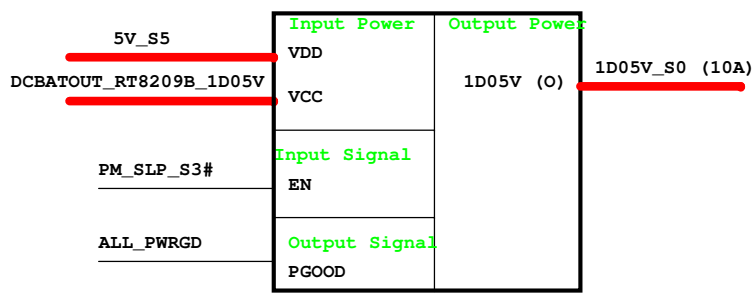 Input Power
Output Power
5V_S5
VDD
DCBATOUT_RT8209B_1D05V
VCC
1D05V (O)
1D05V_S0 (10A)
Input Signal
PM_SLP_S3#
EN
ALL_PWRGD
Output Signal
PGOOD